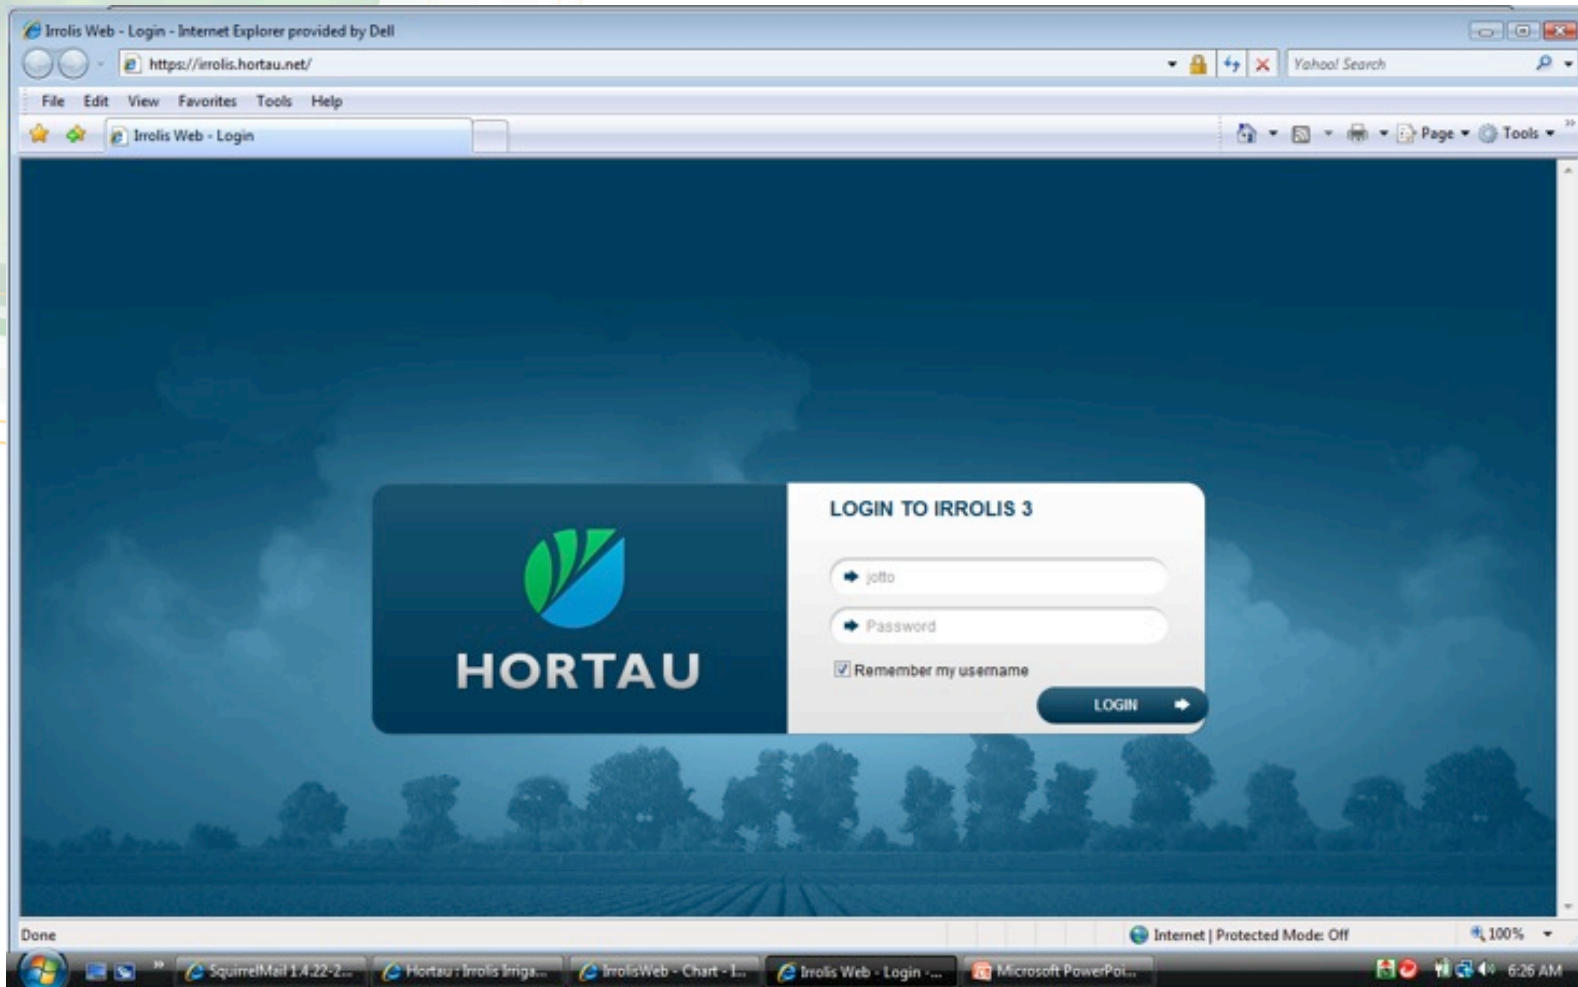 Irrolis Web - Login - Internet Explorer provided by Dell
https://irrolis.hortau.net/
Yahoo! Search
File Edit View Favorites Tools Help
Irrolis Web - Login
Page Tools
LOGIN TO IRROLIS 3
jotto
Password
HORTAU
Remember my username
LOGIN
Done
Internet | Protected Mode: Off
100%
SquirrelMail 1.4.22-2...
Hortau : Irrolis Irriga...
IrrolisWeb - Chart - I...
Irrolis Web - Login -...
Microsoft PowerPoi...
6:26 AM